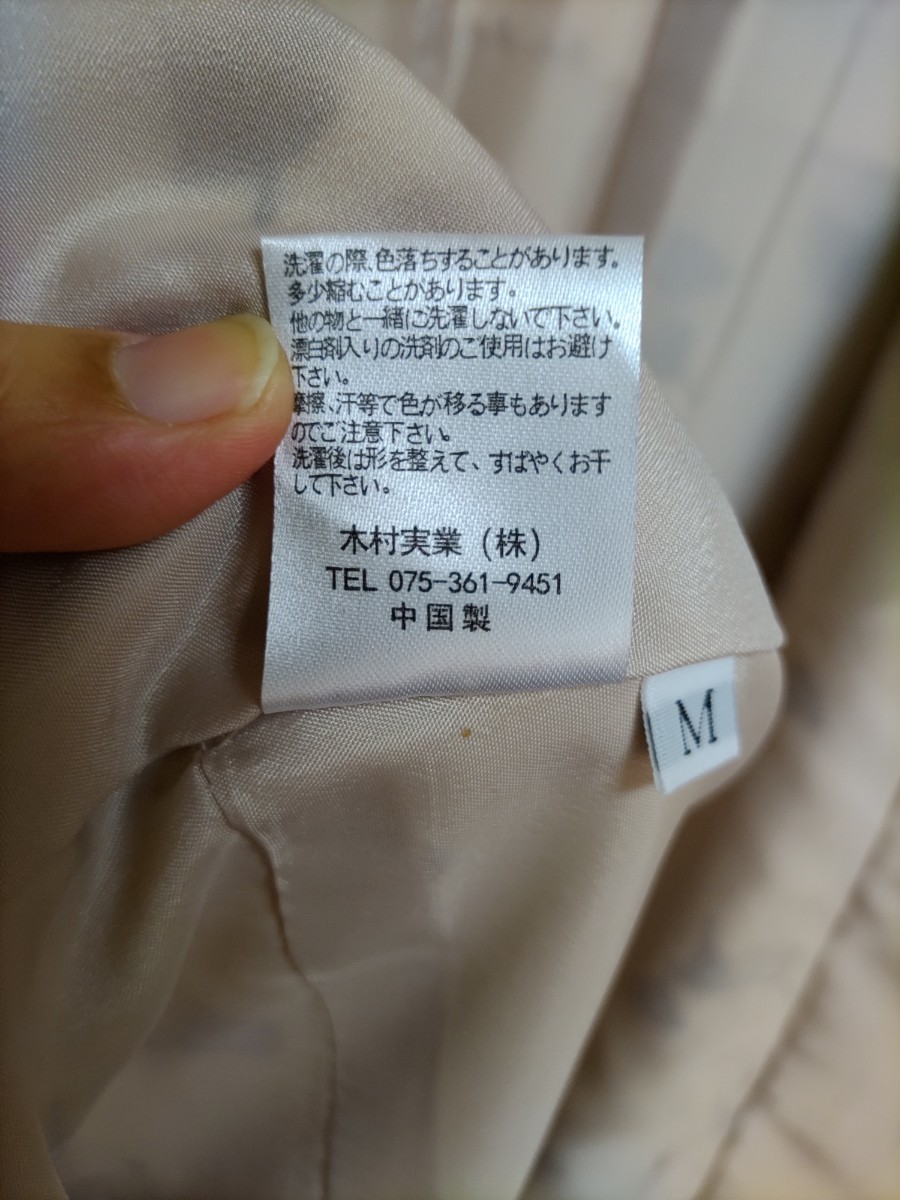 洗濯の際、色落ちすることがあります。
多少縮むことがあります。
他の物と一緒に洗濯しないで下さい。
漂白剤入りの洗剤のご使用はお避け
下さい。
摩擦、汗等で色が移る事もあります
のでご注意下さい。
洗濯後は形を整えて、すばやくお干
して下さい。
木村実業(株)
TEL 075-361-9451
中国製
M